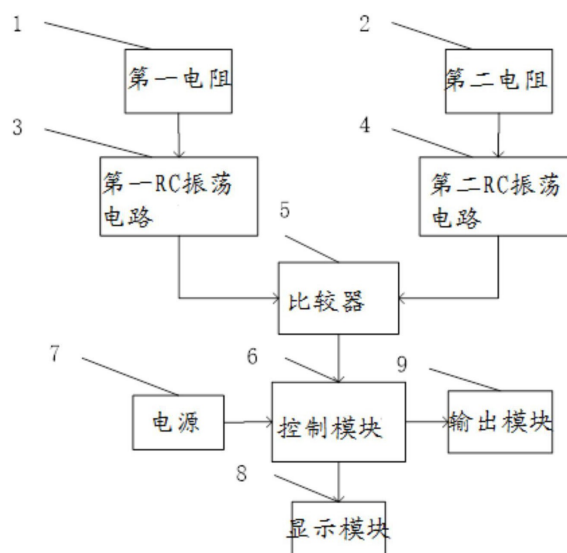 1
2
第一电阻
第二电阻
3
4
第一RC振荡
电路
第二RC振荡
电路
5
比较器
7
6
9
电源
控制模块
输出模块
8
显示模块